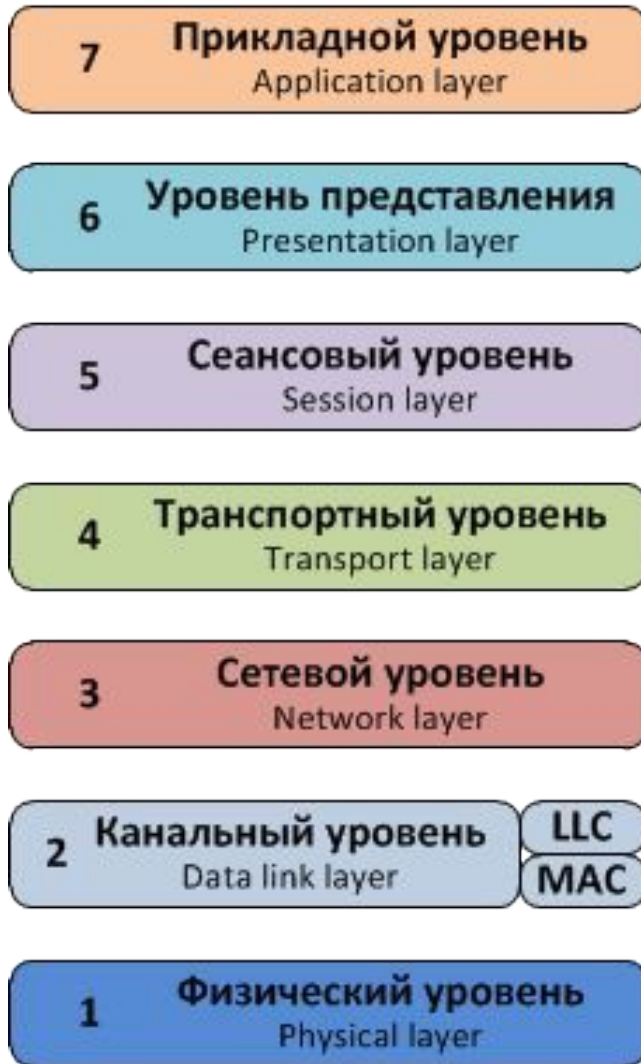 7 Прикладной уровень
Application layer
6 Уровень представления
Presentation layer
5 Сеансовый уровень
Session layer
4 Транспортный уровень
Transport layer
3 Сетевой уровень
Network layer
2 Канальный уровень
Data link layer
LLC
MAC
1 Физический уровень
Physical layer